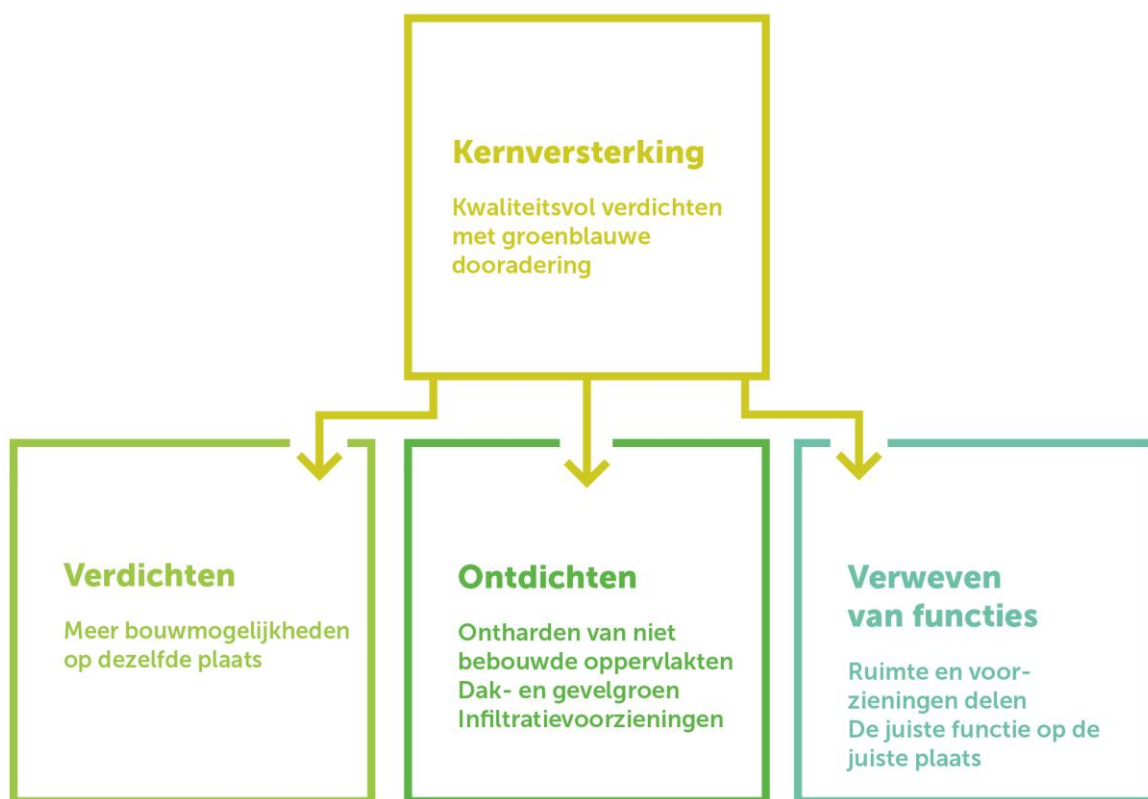 Kernversterking
Kwaliteitsvol verdichten
met groenblauwe
dooradering
Verdichten
Meer bouwmogelijkheden
op dezelfde plaats
Ontdichten
Ontharden van niet
bebouwde oppervlakten
Dak- en gevelgroen
Infiltratievoorzieningen
Verweven
van functies
Ruimte en voor-
zieningen delen
De juiste functie op de
juiste plaats